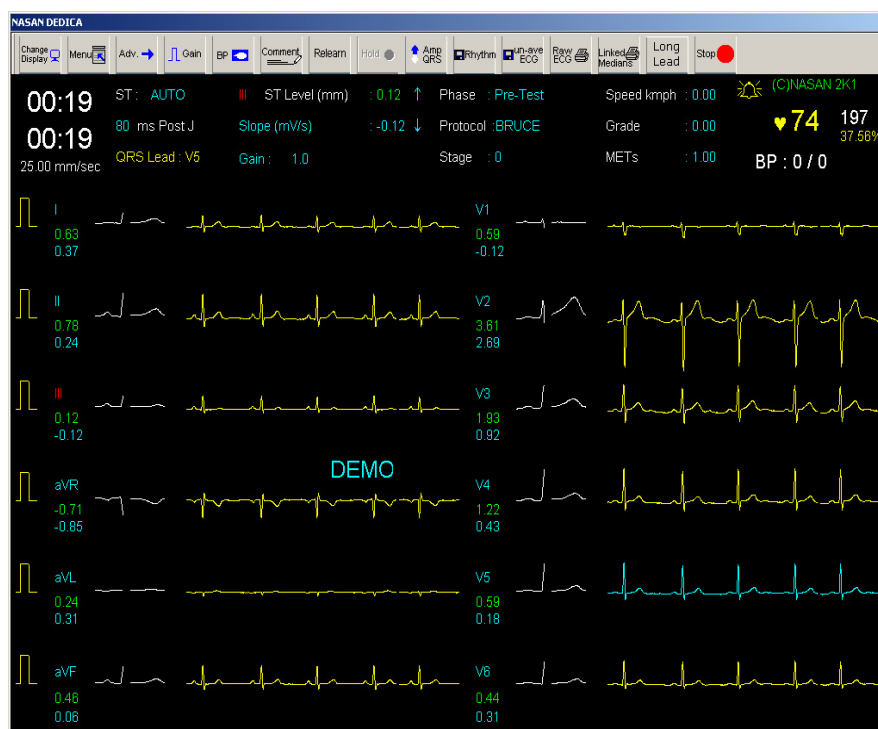 NASAN DEDICA
Change Display Menu Adv. Gain BP Comment Relearn Hold Amp QRS Rhythm un-ave ECG Raw ECG Linked Medians Long Lead Stop
00:19
00:19
25.00 mm/sec
ST : AUTO
80 ms Post J
QRS Lead : V5
III ST Level (mm) : 0.12 ↑
Slope (mV/s) : -0.12 ↓
Gain : 1.0
Phase : Pre-Test
Protocol :BRUCE
Stage : 0
Speed kmph : 0.00
Grade : 0.00
METs : 1.00
(C)NASAN 2K1
♥74 197
37.56%
BP : 0 / 0
I
0.63
0.37
V1
0.59
-0.12
II
0.78
0.24
V2
3.61
2.69
III
0.12
-0.12
V3
1.93
0.92
DEMO
aVR
-0.71
-0.85
V4
1.22
0.43
aVL
0.24
0.31
V5
0.59
0.18
aVF
0.46
0.06
V6
0.44
0.31